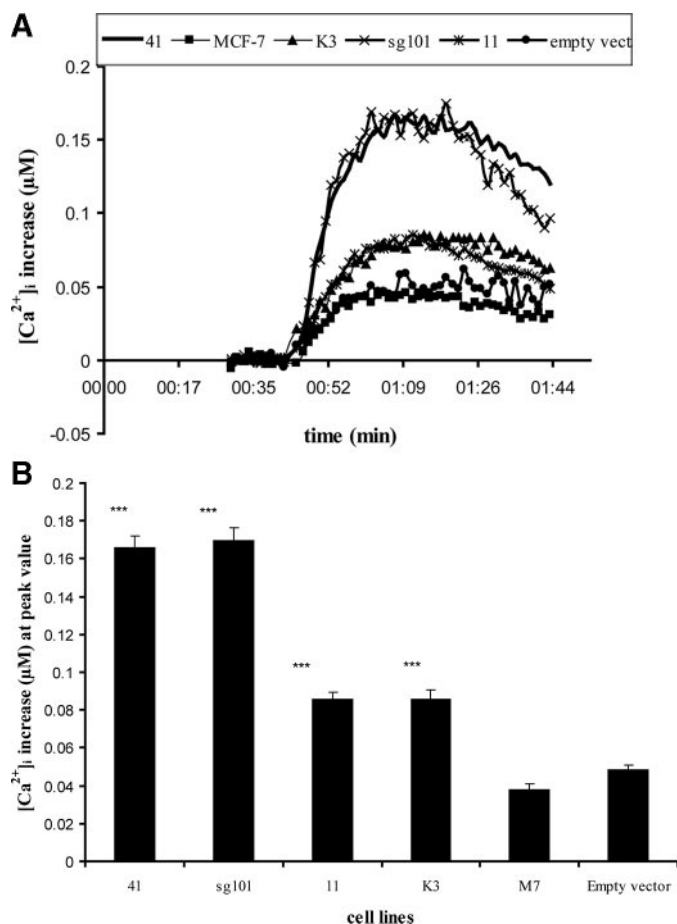 A
41 MCF-7 K3 sg101 11 empty vect
0.2
0.15
0.1
0.05
0
-0.05
[Ca2+]i increase (µM)
00:00 00:17 00:35 00:52 01:09 01:26 01:44
time (min)
B
0.2
0.18
0.16
0.14
0.12
0.1
0.08
0.06
0.04
0.02
0
[Ca2+]i increase (µM) at peak value
*** ***
*** ***
41 sg101 11 K3 M7 Empty vector
cell lines